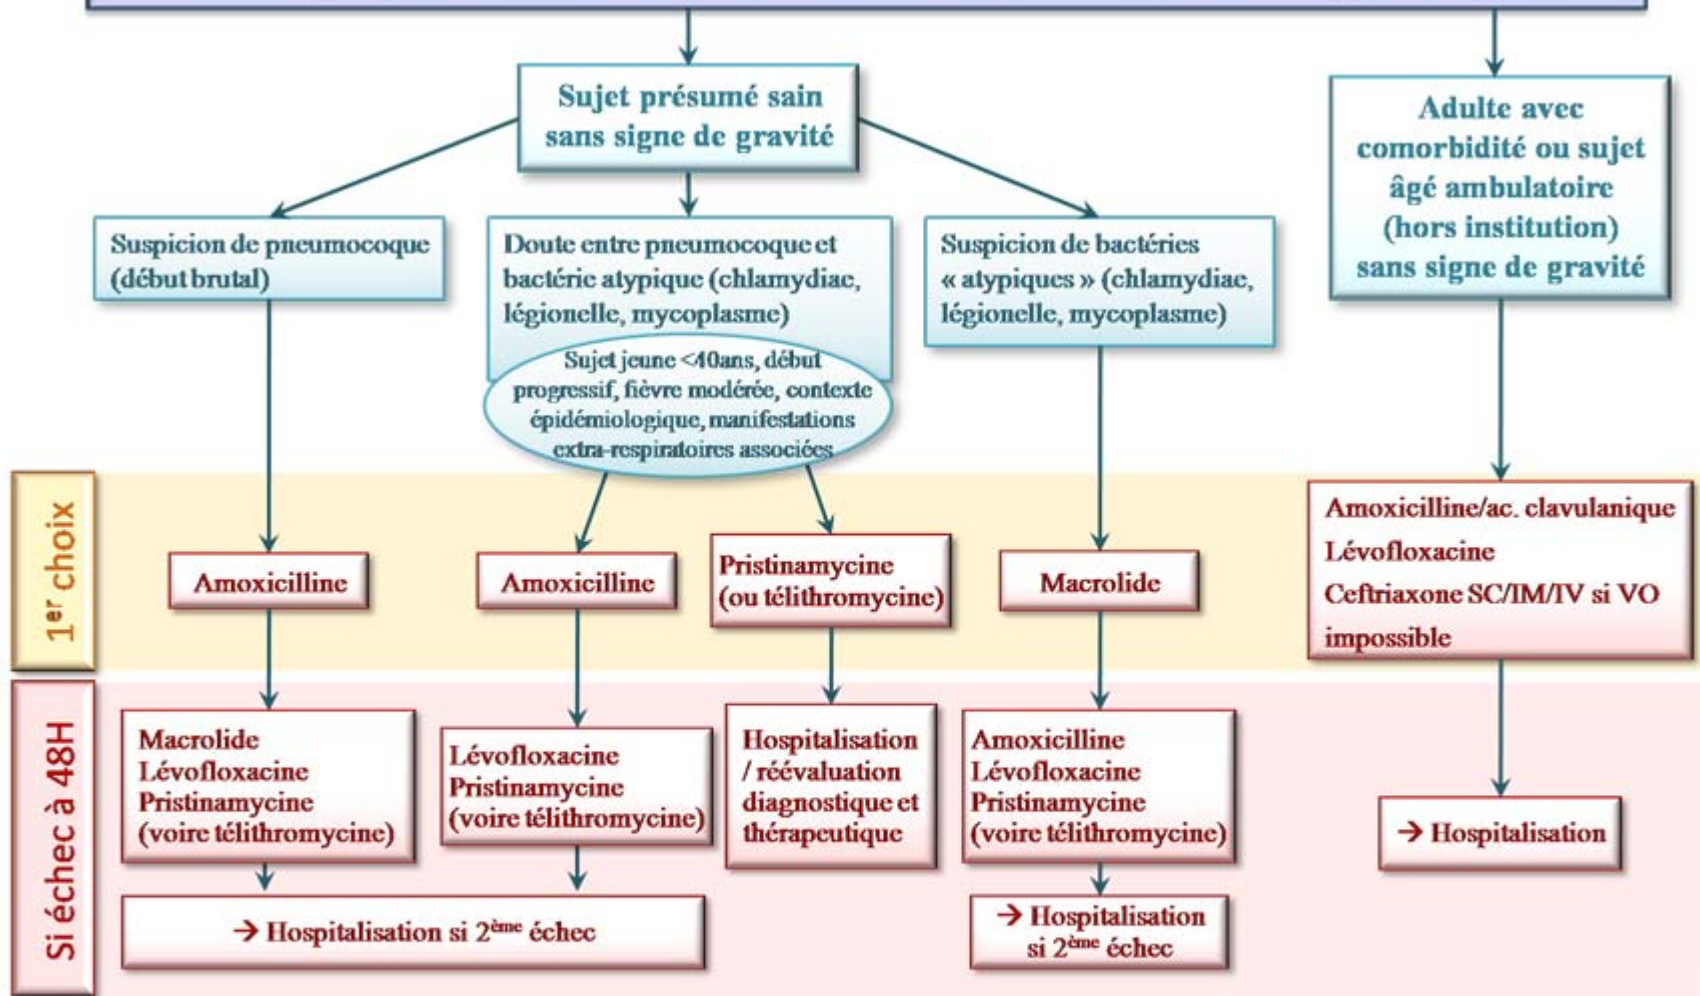 Sujet présumé sain
sans signe de gravité
Adulte avec
comorbidité ou sujet
âgé ambulatoire
(hors institution)
sans signe de gravité
Suspicion de pneumocoque
(début brutal)
Doute entre pneumocoque et
bactérie atypique (chlamydiae,
légionelle, mycoplasme)
Sujet jeune <40ans, début
progressif, fièvre modérée, contexte
épidémiologique, manifestations
extra-respiratoires associées
Suspicion de bactéries
« atypiques » (chlamydiae,
légionelle, mycoplasme)
1er choix
Amoxicilline
Amoxicilline
Pristinamycine
(ou télithromycine)
Macrolide
Amoxicilline/ac. clavulanique
Lévofloxacine
Ceftriaxone SC/IM/IV si VO
impossible
Si échec à 48H
Macrolide
Lévofloxacine
Pristinamycine
(voire télithromycine)
Lévofloxacine
Pristinamycine
(voire télithromycine)
Hospitalisation
/ réévaluation
diagnostique et
thérapeutique
Amoxicilline
Lévofloxacine
Pristinamycine
(voire télithromycine)
→ Hospitalisation
→ Hospitalisation si 2ème échec
→ Hospitalisation
si 2ème échec